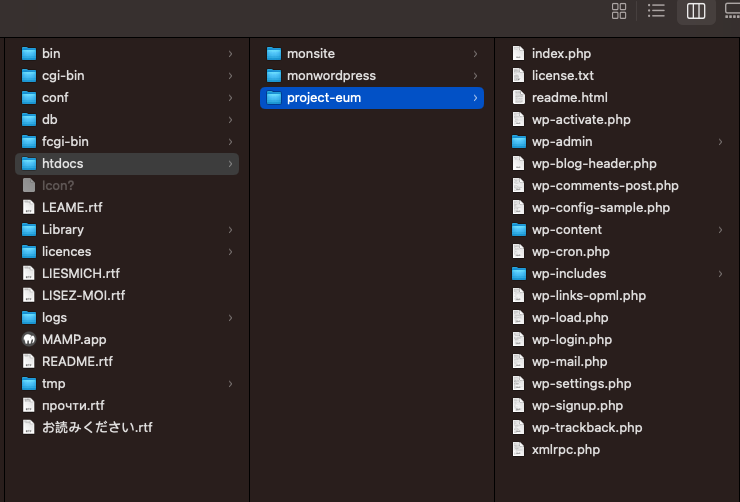 bin
cgi-bin
conf
db
fcgi-bin
htdocs
Icon?
LEAME.rtf
Library
licences
LIESMICH.rtf
LISEZ-MOI.rtf
logs
MAMP.app
README.rtf
tmp
прочти.rtf
お読みください.rtf
monsite
monwordpress
project-eum
index.php
license.txt
readme.html
wp-activate.php
wp-admin
wp-blog-header.php
wp-comments-post.php
wp-config-sample.php
wp-content
wp-cron.php
wp-includes
wp-links-opml.php
wp-load.php
wp-login.php
wp-mail.php
wp-settings.php
wp-signup.php
wp-trackback.php
xmlrpc.php